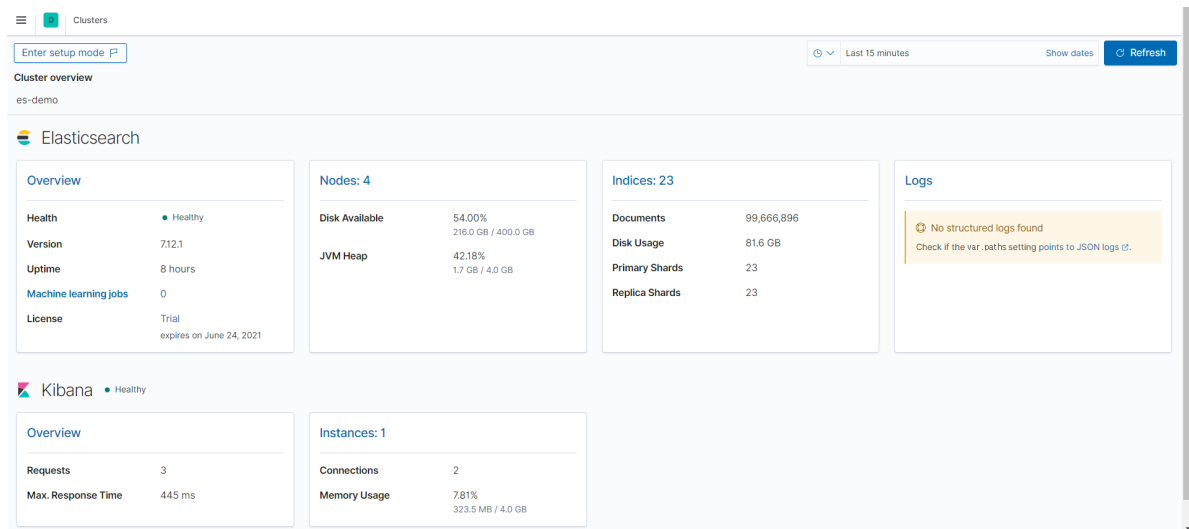 D Clusters
Enter setup mode
Last 15 minutes Show dates Refresh
Cluster overview
es-demo
Elasticsearch
Overview
Health Healthy
Version 7.12.1
Uptime 8 hours
Machine learning jobs 0
License Trial
expires on June 24, 2021
Nodes: 4
Disk Available 54.00%
216.0 GB / 400.0 GB
JVM Heap 42.18%
1.7 GB / 4.0 GB
Indices: 23
Documents 99,666,896
Disk Usage 81.6 GB
Primary Shards 23
Replica Shards 23
Logs
No structured logs found
Check if the var.paths setting points to JSON logs.
Kibana Healthy
Overview
Requests 3
Max. Response Time 445 ms
Instances: 1
Connections 2
Memory Usage 7.81%
323.5 MB / 4.0 GB